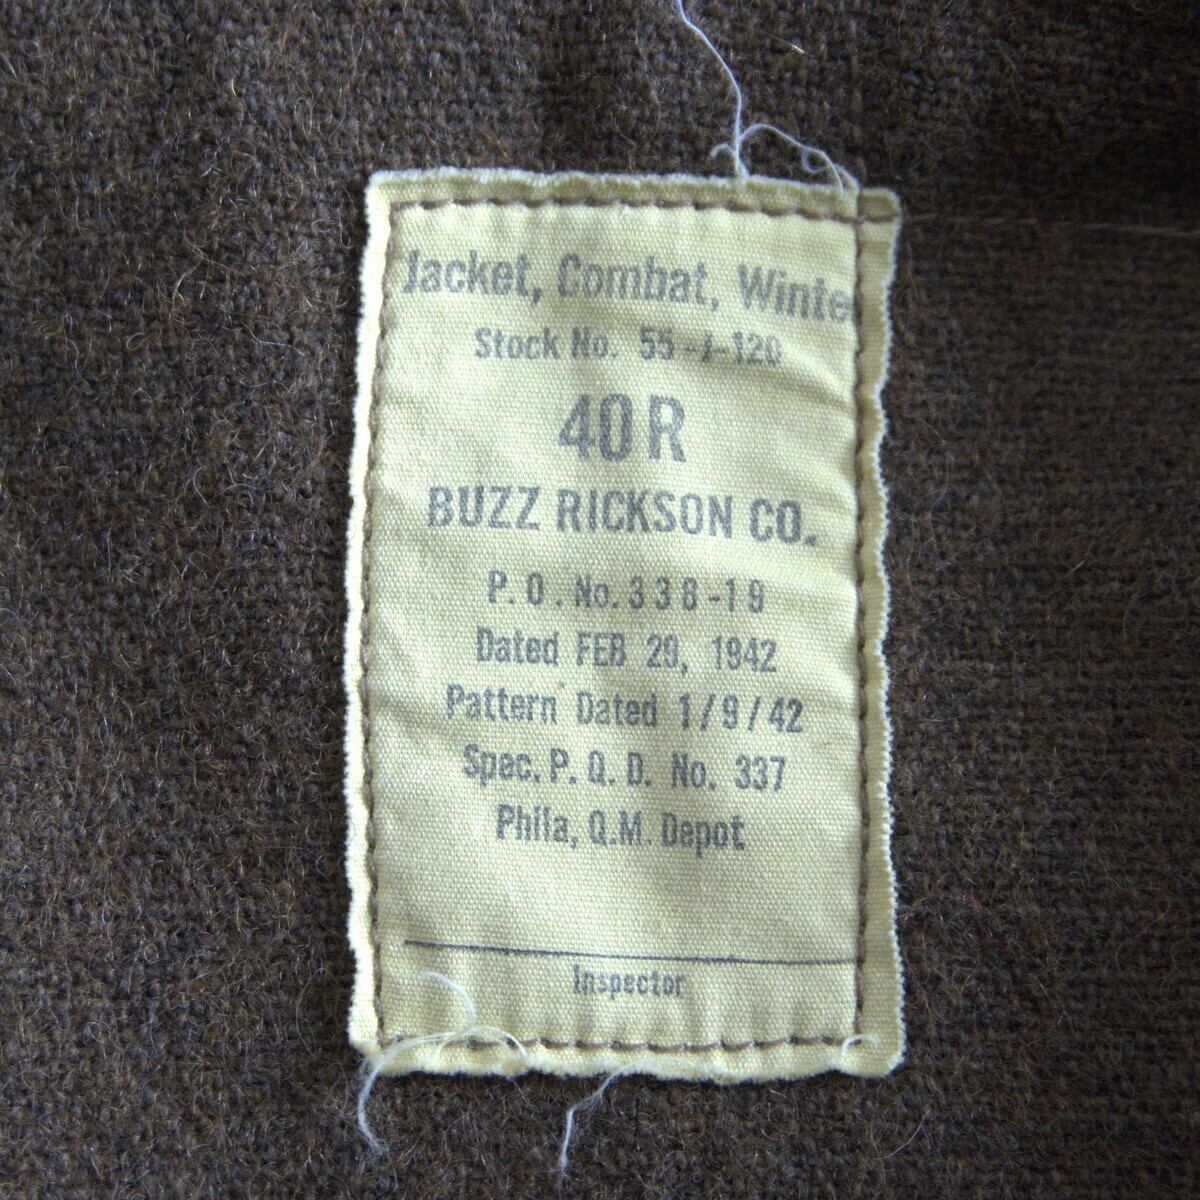 Jacket, Combat, Winter
Stock No. 55-J-120
40R
BUZZ RICKSON CO.
P.O. No. 338-19
Dated FEB 20, 1942
Pattern Dated 1/9/42
Spec. P. Q. D. No. 337
Phila, Q.M. Depot
Inspector